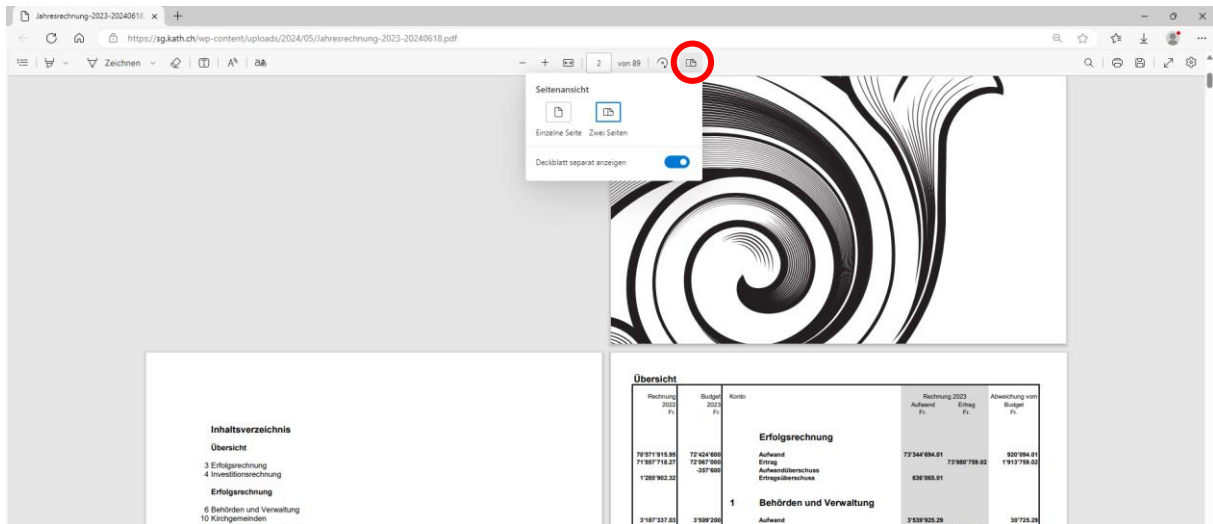 Jahresrechnung-2023-20240618
https://sg.kath.ch/wp-content/uploads/2024/05/Jahresrechnung-2023-20240618.pdf
Zeichnen
2 von 89
Seitenansicht
Einzelne Seite Zwei Seiten
Deckblatt separat anzeigen
Inhaltsverzeichnis
Übersicht
3 Erfolgsrechnung
4 Investitionsrechnung
Erfolgsrechnung
6 Behörden und Verwaltung
10 Kirchgemeinden
Übersicht
Rechnung Budget Konto Rechnung 2023 Abweichung vom
2022 2023 Aufwand Ertrag Budget
Fr. Fr. Fr. Fr. Fr.
Erfolgsrechnung
70'571'815.95 72'424'600 Aufwand 73'344'694.01 920'094.01
71'857'718.27 72'067'000 Ertrag 73'980'759.02 1'913'759.02
-357'600 Aufwandüberschuss
1'285'902.32 Ertragsüberschuss 636'065.01
1 Behörden und Verwaltung
3'187'337.03 3'509'200 Aufwand 3'539'925.29 30'725.29